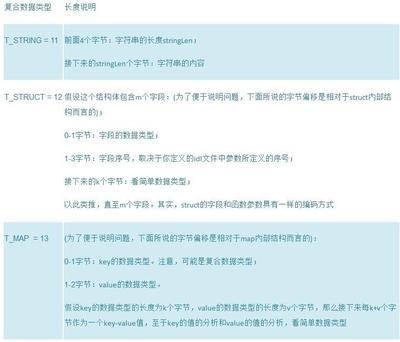 复合数据类型 长度说明
T_STRING = 11 前面4个字节：字符串的长度stringLen；
接下来的stringLen个字节：字符串的内容
T_STRUCT = 12 假设这个结构体包含m个字段：(为了便于说明问题，下面所说的字节偏移是相对于struct内部结
构而言的)；
0-1字节：字段的数据类型；
1-3字节：字段序号，取决于你定义的idl文件中参数所定义的序号；
接下来的k个字节：看简单数据类型；
以此类推，直至m个字段。其实，struct的字段和函数参数具有一样的编码方式
T_MAP = 13 (为了便于说明问题，下面所说的字节偏移是相对于map内部结构而言的)：
0-1字节：key的数据类型。注意，可能是复合数据类型；
1-2字节：value的数据类型。
假设key的数据类型的长度为k个字节，value的数据类型的长度为v个字节，那么接下来每k+v个字
节作为一个key-value值，至于key的值的分析和value的值的分析，看简单数据类型